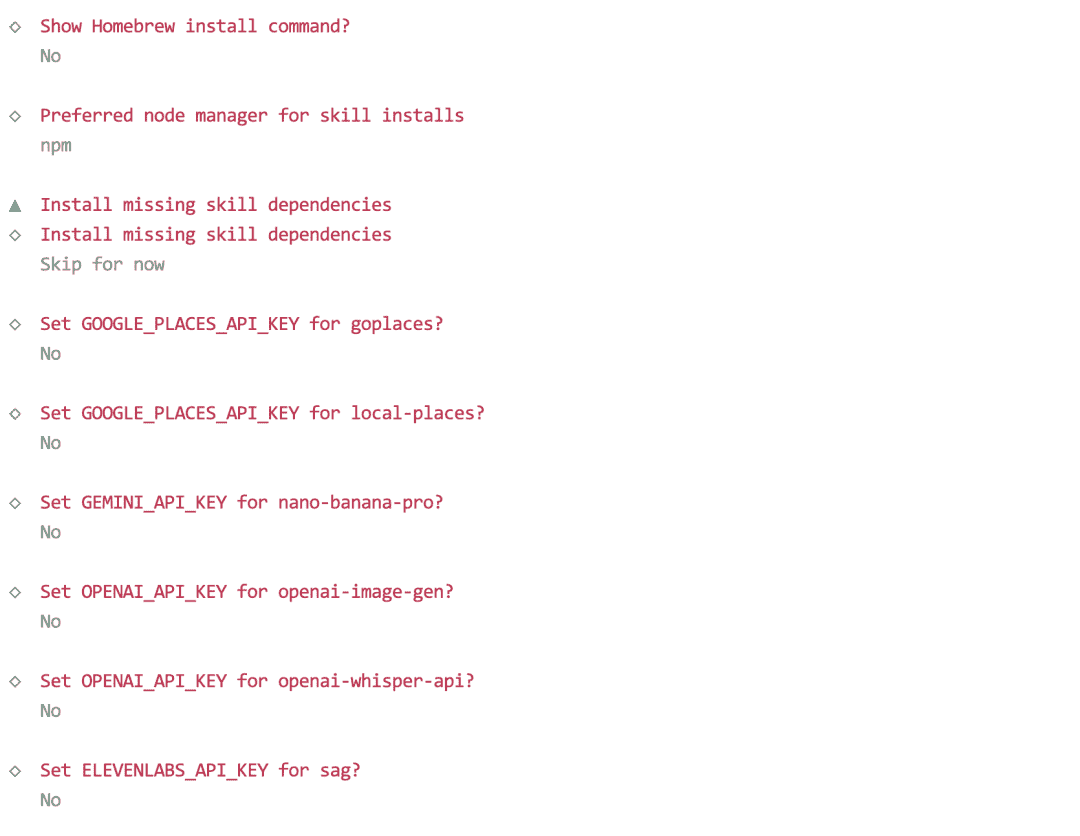 ◇ Show Homebrew install command?
No
◇ Preferred node manager for skill installs
npm
▲ Install missing skill dependencies
◇ Install missing skill dependencies
Skip for now
◇ Set GOOGLE_PLACES_API_KEY for goplaces?
No
◇ Set GOOGLE_PLACES_API_KEY for local-places?
No
◇ Set GEMINI_API_KEY for nano-banana-pro?
No
◇ Set OPENAI_API_KEY for openai-image-gen?
No
◇ Set OPENAI_API_KEY for openai-whisper-api?
No
◇ Set ELEVENLABS_API_KEY for sag?
No